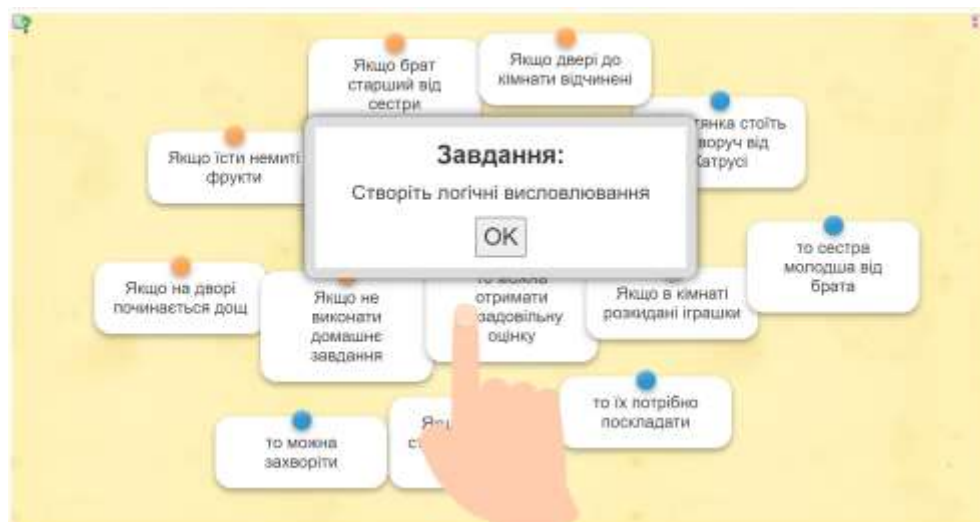 Якщо брат
старший від
сестри
Якщо двері до
кімнати відчинені
стоїть
від
Якщо їсти немиті
фрукти
Завдання:
Створіть логічні висловлювання
OK
то сестра
молодша від
брата
Якщо на дворі
починається дощ
Якщо не
виконати
домашнє
завдання
то можна
отримати
оцінку
Якщо в кімнаті
розкидані іграшки
то їх потрібно
поскладати
то можна
захворіти